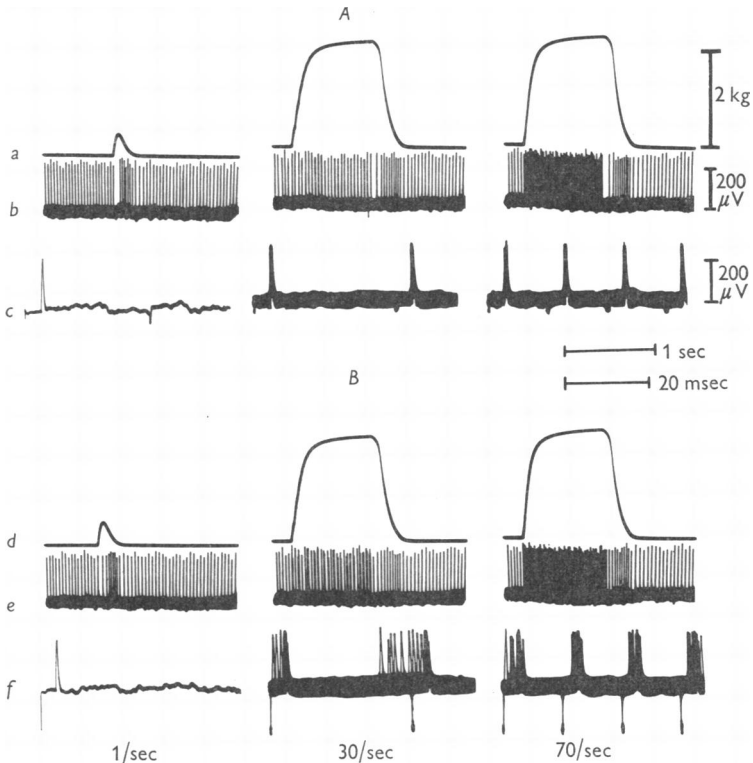 A
2 kg
a
200
μV
b
200
μV
c
1 sec
20 msec
B
d
e
f
1/sec 30/sec 70/sec